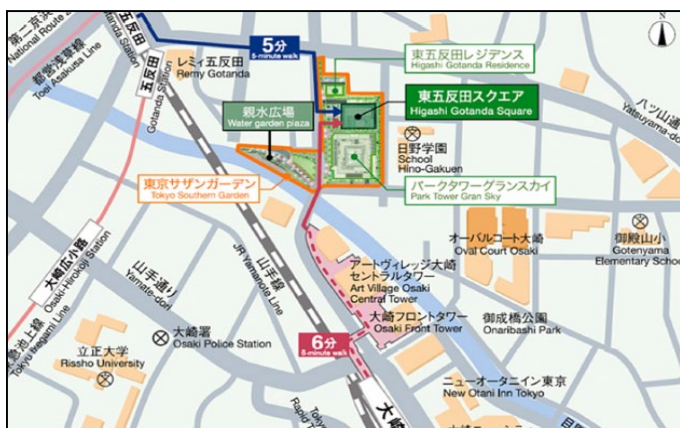 第二京浜
National Route
都営浅草線
Toei Asakusa Line
五反田
Gotanda Station
五反田
Gotanda Station
レミィ五反田
Remy Gotanda
5分
5-minute walk
東五反田レジデンス
Higashi Gotanda Residence
東五反田スクエア
Higashi Gotanda Square
親水広場
Water garden plaza
八ツ山通
Yatsuyama-do
日野学園
School
Hino-Gakuen
東京サザンガーデン
Tokyo Southern Garden
パークタワーグランスカイ
Park Tower Gran Sky
大崎広小路
Osaki-Hirokoji Station
山手通り
Yamate-dori
山手線
JR Yamanote Line
アートヴィレッジ大崎
セントラルタワー
Art Village Osaki
Central Tower
オーバルコート大崎
Oval Court Osaki
御殿山小
Gotenyama
Elementary School
大崎フロントタワー
Osaki Front Tower
御成橋公園
Onaribashi Park
急池上線
Tokyu Ikegami Line
立正大学
Rissho University
大崎署
Osaki Police Station
6分
6-minute walk
ニューオータニイン東京
New Otani Inn Tokyo
大
目黒